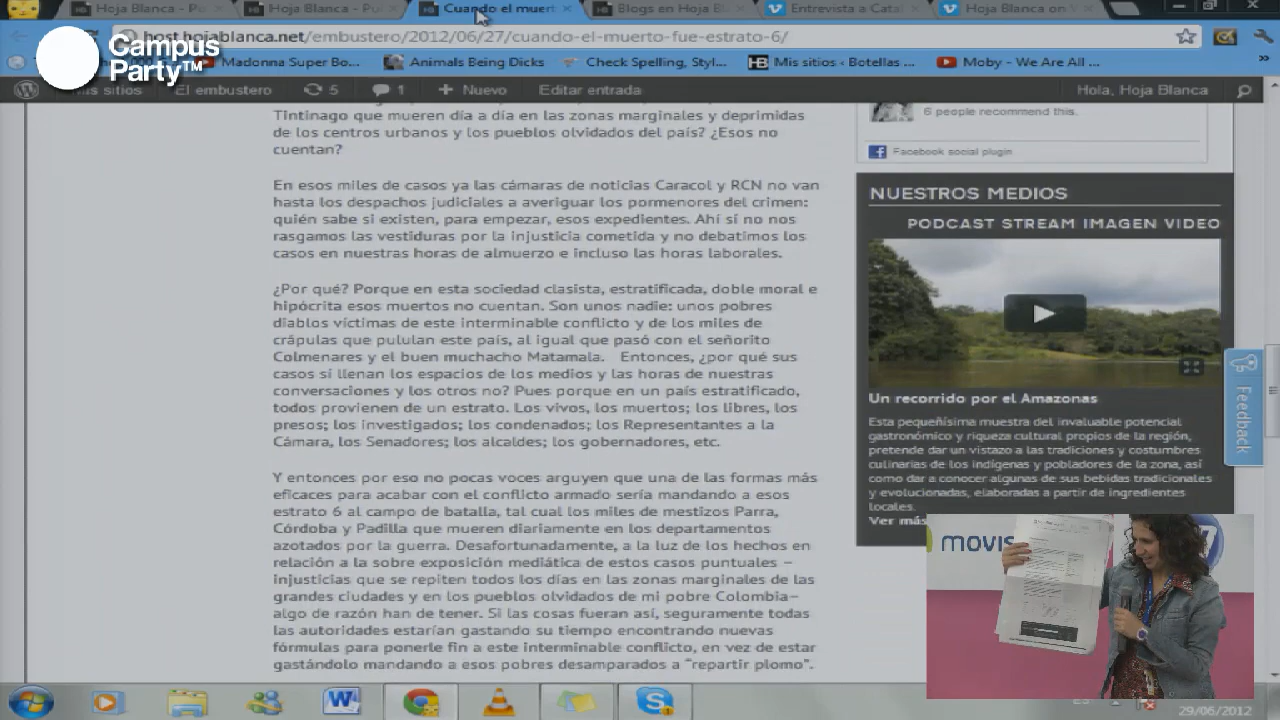 Hoja Blanca - P
Hoja Blanca - Pu
Cuando el muert
Blogs en Hoja B
Entrevista a Catal
Hoja Blanca on V
Campus
Party™
host.hojablanca.net/embustero/2012/06/27/cuando-el-muerto-fue-estrato-6/
Madonna Super Bo...
Animals Being Dicks
Check Spelling, Styl...
Mis sitios ‹ Botellas ...
Moby - We Are All ...
Mis sitios
El embustero
5
1
+ Nuevo
Editar entrada
Hola, Hoja Blanca
Tintinago que mueren día a día en las zonas marginales y deprimidas
de los centros urbanos y los pueblos olvidados del país? ¿Esos no
cuentan?
En esos miles de casos ya las cámaras de noticias Caracol y RCN no van
hasta los despachos judiciales a averiguar los pormenores del crimen:
quién sabe si existen, para empezar, esos expedientes. Ahí sí no nos
rasgamos las vestiduras por la injusticia cometida y no debatimos los
casos en nuestras horas de almuerzo e incluso las horas laborales.
¿Por qué? Porque en esta sociedad clasista, estratificada, doble moral e
hipócrita esos muertos no cuentan. Son unos nadie: unos pobres
diablos víctimas de este interminable conflicto y de los miles de
crápulas que pululan este país, al igual que pasó con el señorito
Colmenares y el buen muchacho Matamala. Entonces, ¿por qué sus
casos sí llenan los espacios de los medios y las horas de nuestras
conversaciones y los otros no? Pues porque en un país estratificado,
todos provienen de un estrato. Los vivos, los muertos; los libres, los
presos; los investigados; los condenados; los Representantes a la
Cámara, los Senadores; los alcaldes; los gobernadores, etc.
Y entonces por eso no pocas voces arguyen que una de las formas más
eficaces para acabar con el conflicto armado sería mandando a esos
estrato 6 al campo de batalla, tal cual los miles de mestizos Parra,
Córdoba y Padilla que mueren diariamente en los departamentos
azotados por la guerra. Desafortunadamente, a la luz de los hechos en
relación a la sobre exposición mediática de estos casos puntuales –
injusticias que se repiten todos los días en las zonas marginales de las
grandes ciudades y en los pueblos olvidados de mi pobre Colombia–
algo de razón han de tener. Si las cosas fueran así, seguramente todas
las autoridades estarían gastando su tiempo encontrando nuevas
fórmulas para ponerle fin a este interminable conflicto, en vez de estar
gastándolo mandando a esos pobres desamparados a "repartir plomo".
6 people recommend this.
Facebook social plugin
NUESTROS MEDIOS
PODCAST STREAM IMAGEN VIDEO
Un recorrido por el Amazonas
Esta pequeñísima muestra del invaluable potencial
gastronómico y riqueza cultural propios de la región,
pretende dar un vistazo a las tradiciones y costumbres
culinarias de los indígenas y pobladores de la zona, así
como dar a conocer algunas de sus bebidas tradicionales
y evolucionadas, elaboradas a partir de ingredientes
locales.
Ver más
Feedback
movis
ES
29/06/2012